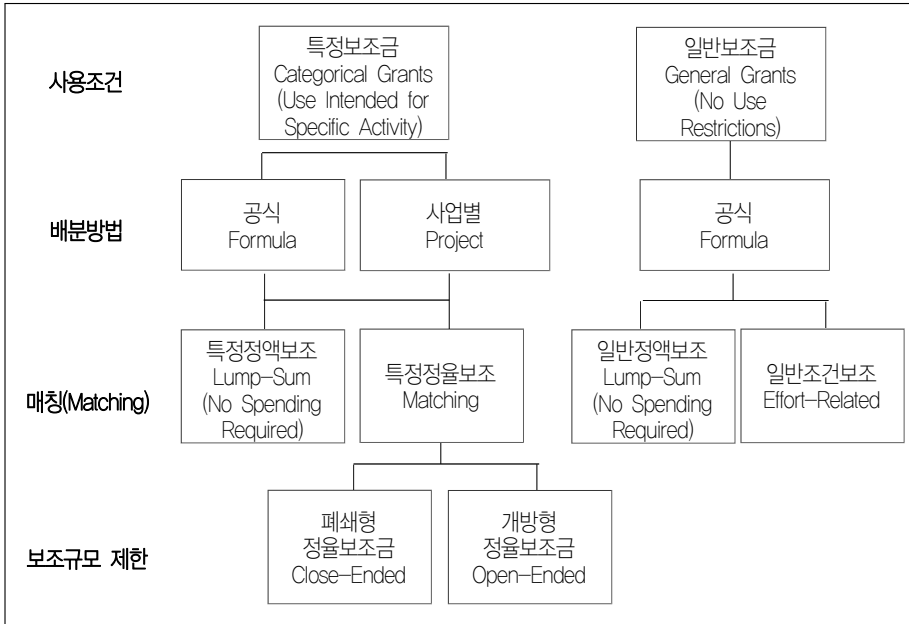 사용조건
특정보조금
Categorical Grants
(Use Intended for
Specific Activity)
일반보조금
General Grants
(No Use
Restrictions)
배분방법
공식
Formula
사업별
Project
공식
Formula
매칭(Matching)
특정정액보조
Lump-Sum
(No Spending
Required)
특정정율보조
Matching
일반정액보조
Lump-Sum
(No Spending
Required)
일반조건보조
Effort-Related
보조규모 제한
폐쇄형
정율보조금
Close-Ended
개방형
정율보조금
Open-Ended